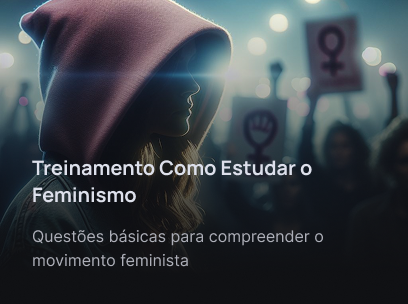 Treinamento Como Estudar o
Feminismo
Questões básicas para compreender o
movimento feminista